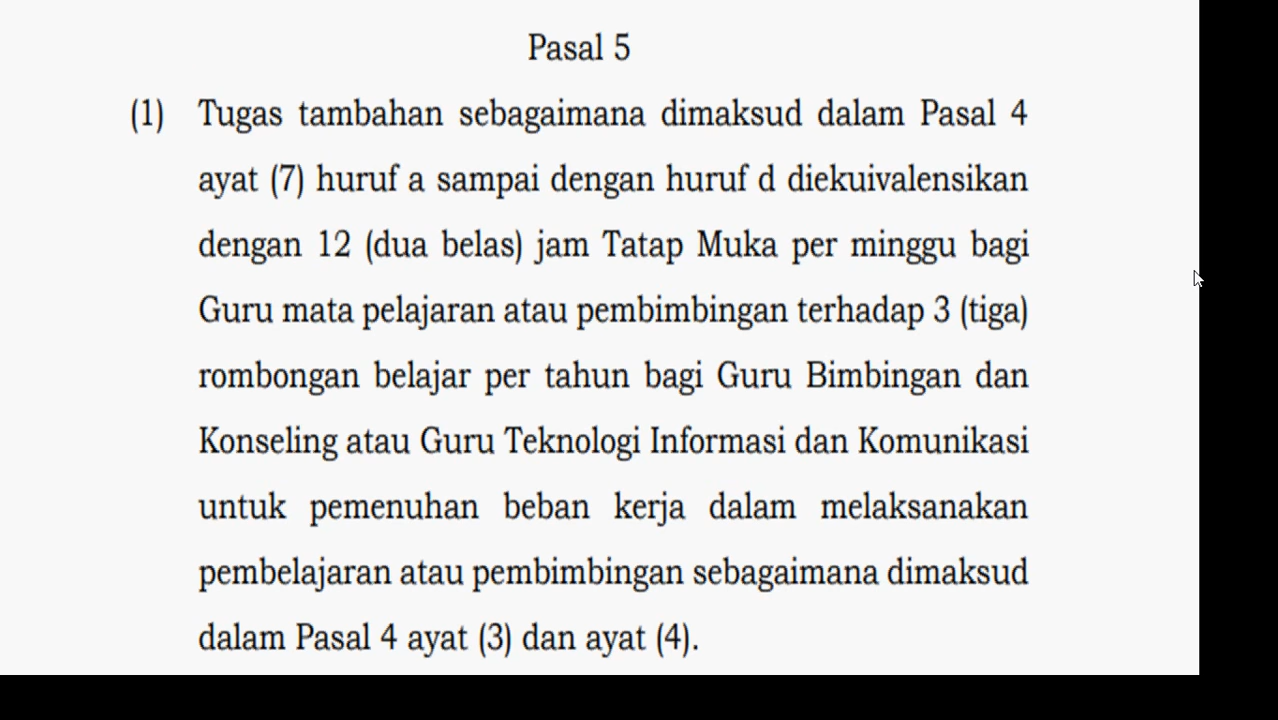 Pasal 5
(1) Tugas tambahan sebagaimana dimaksud dalam Pasal 4
ayat (7) huruf a sampai dengan huruf d diekuivalensikan
dengan 12 (dua belas) jam Tatap Muka per minggu bagi
Guru mata pelajaran atau pembimbingan terhadap 3 (tiga)
rombongan belajar per tahun bagi Guru Bimbingan dan
Konseling atau Guru Teknologi Informasi dan Komunikasi
untuk pemenuhan beban kerja dalam melaksanakan
pembelajaran atau pembimbingan sebagaimana dimaksud
dalam Pasal 4 ayat (3) dan ayat (4).